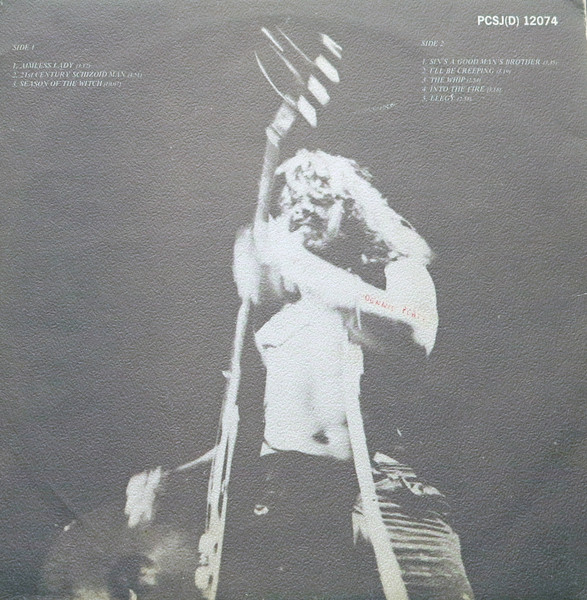 PCSJ(D) 12074
SIDE 1
1. AIMLESS LADY
2. 21st CENTURY SCHIZOID MAN
3. SEASON OF THE WITCH
SIDE 2
1. SIN'S A GOOD MAN'S BROTHER
2. I'LL BE CREEPING
3. THE WHIP
4. INTO THE FIRE
5. ELEGY